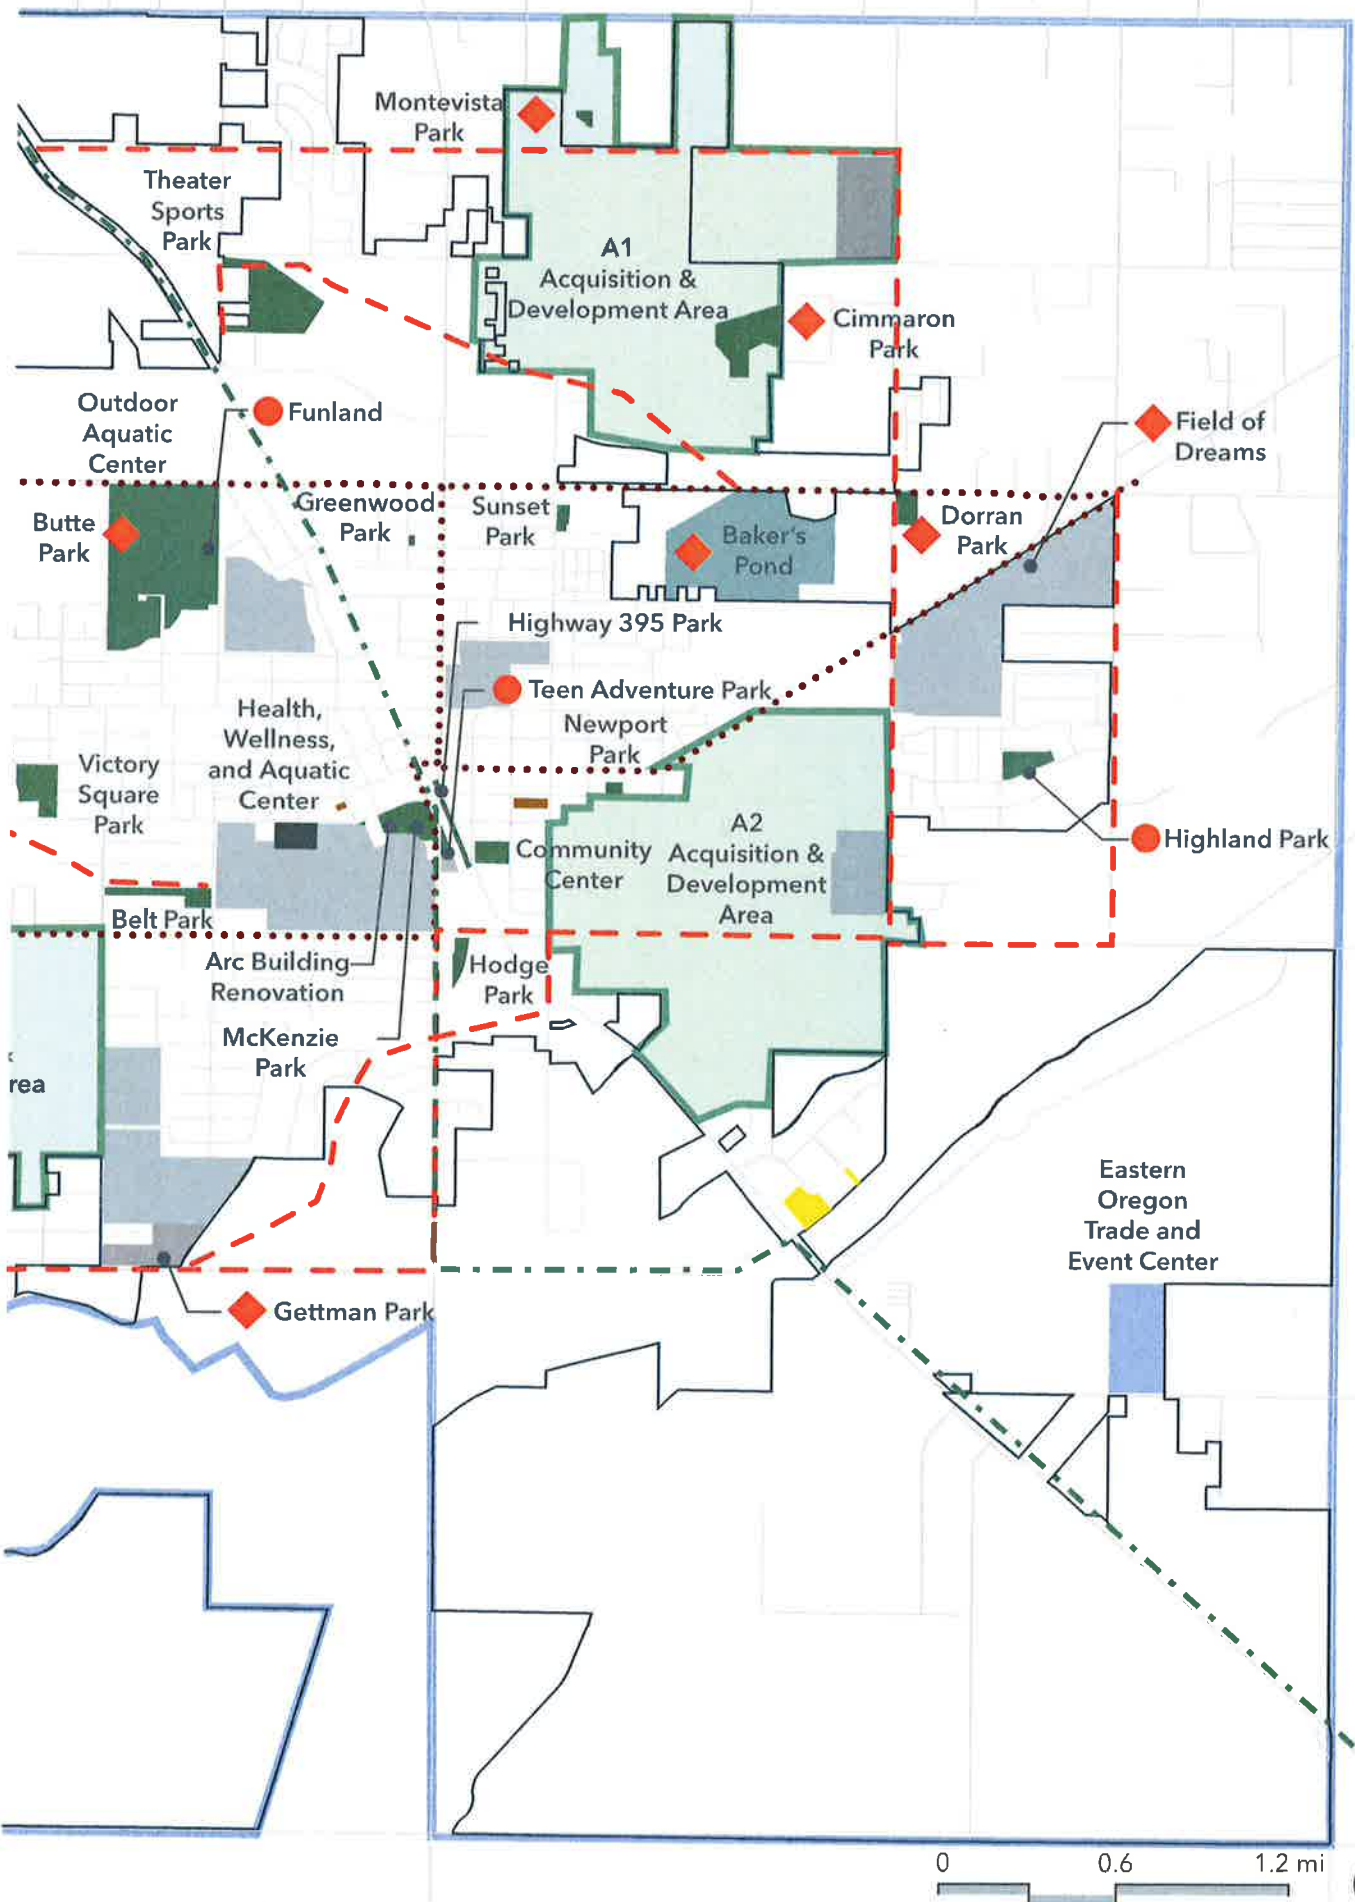 Montevista
Park
Theater
Sports
Park
A1
Acquisition &
Development Area
Cimmaron
Park
Outdoor
Aquatic
Center
Funland
Field of
Dreams
Butte
Park
Greenwood
Park
Sunset
Park
Baker's
Pond
Dorran
Park
Highway 395 Park
Teen Adventure Park
Newport
Park
Health,
Wellness,
and Aquatic
Center
Victory
Square
Park
A2
Acquisition &
Development
Area
Community
Center
Highland Park
Belt Park
Arc Building
Renovation
Hodge
Park
McKenzie
Park
rea
Eastern
Oregon
Trade and
Event Center
Gettman Park
0 0.6 1.2 mi